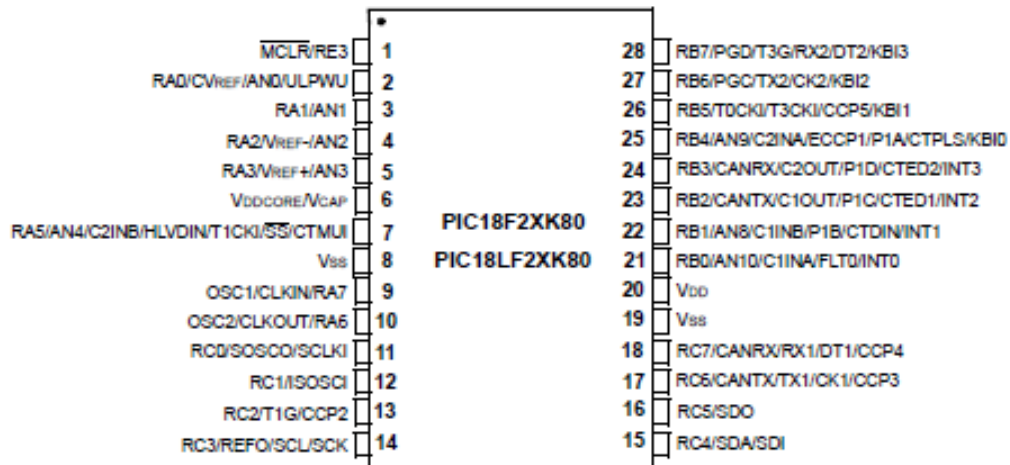 MCLR/RE3 1 28 RB7/PGD/T3G/RX2/DT2/KBI3
RA0/CVREF/AN0/ULPWU 2 27 RB6/PGC/TX2/CK2/KBI2
RA1/AN1 3 26 RB5/T0CKI/T3CKI/CCP5/KBI1
RA2/VREF-/AN2 4 25 RB4/AN9/C2INA/ECCP1/P1A/CTPLS/KBI0
RA3/VREF+/AN3 5 24 RB3/CANRX/C2OUT/P1D/CTED2/INT3
VDDCORE/VCAP 6 23 RB2/CANTX/C1OUT/P1C/CTED1/INT2
RA5/AN4/C2INB/HLVDIN/T1CKI/SS/CTMUI 7 PIC18F2XK80 22 RB1/AN8/C1INB/P1B/CTDIN/INT1
VSS 8 PIC18LF2XK80 21 RB0/AN10/C1INA/FLT0/INT0
OSC1/CLKIN/RA7 9 20 VDD
OSC2/CLKOUT/RA6 10 19 VSS
RC0/SOSCO/SCLKI 11 18 RC7/CANRX/RX1/DT1/CCP4
RC1/ISOSCI 12 17 RC6/CANTX/TX1/CK1/CCP3
RC2/T1G/CCP2 13 16 RC5/SDO
RC3/REFO/SCL/SCK 14 15 RC4/SDA/SDI